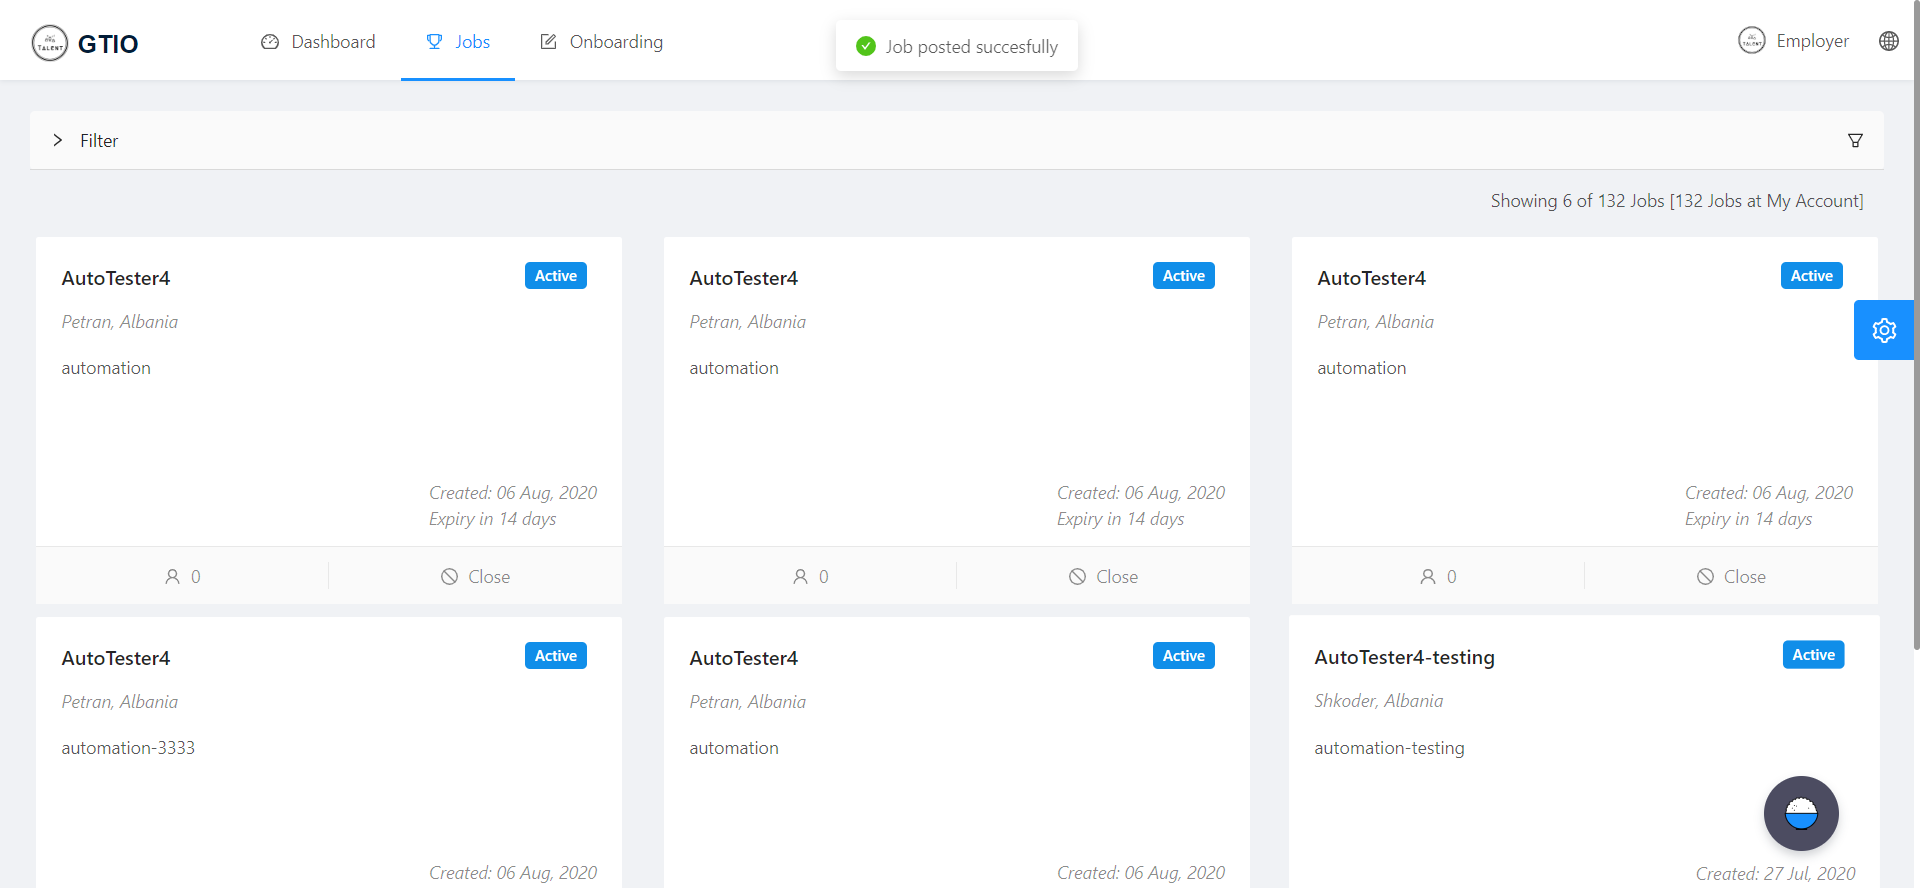 TALENT GTIO Dashboard Jobs Onboarding Job posted succesfully TALENT Employer
Filter
Showing 6 of 132 Jobs [132 Jobs at My Account]
AutoTester4 Active
Petran, Albania
automation
Created: 06 Aug, 2020
Expiry in 14 days
0 Close
AutoTester4 Active
Petran, Albania
automation
Created: 06 Aug, 2020
Expiry in 14 days
0 Close
AutoTester4 Active
Petran, Albania
automation
Created: 06 Aug, 2020
Expiry in 14 days
0 Close
AutoTester4 Active
Petran, Albania
automation-3333
Created: 06 Aug, 2020
AutoTester4 Active
Petran, Albania
automation
Created: 06 Aug, 2020
AutoTester4-testing Active
Shkoder, Albania
automation-testing
Created: 27 Jul, 2020